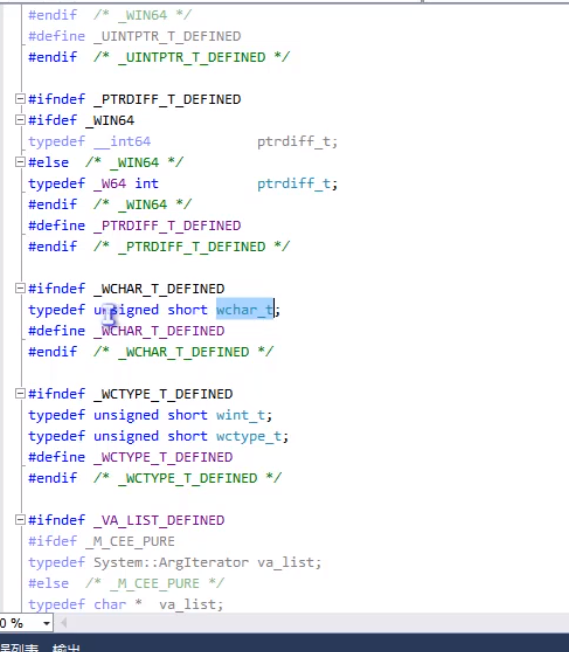 #endif  /* _WIN64 */
#define _UINTPTR_T_DEFINED
#endif  /* _UINTPTR_T_DEFINED */
#ifndef _PTRDIFF_T_DEFINED
#ifdef _WIN64
typedef __int64             ptrdiff_t;
#else  /* _WIN64 */
typedef _W64 int            ptrdiff_t;
#endif  /* _WIN64 */
#define _PTRDIFF_T_DEFINED
#endif  /* _PTRDIFF_T_DEFINED */
#ifndef _WCHAR_T_DEFINED
typedef unsigned short wchar_t;
#define _WCHAR_T_DEFINED
#endif  /* _WCHAR_T_DEFINED */
#ifndef _WCTYPE_T_DEFINED
typedef unsigned short wint_t;
typedef unsigned short wctype_t;
#define _WCTYPE_T_DEFINED
#endif  /* _WCTYPE_T_DEFINED */
#ifndef _VA_LIST_DEFINED
#ifdef _M_CEE_PURE
typedef System::ArgIterator va_list;
#else  /* _M_CEE_PURE */
typedef char *  va_list;
0 %
误列表 输出